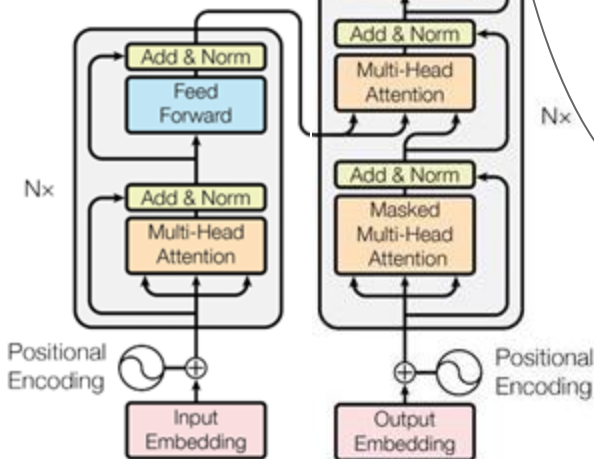 Add & Norm
Feed
Forward
Nx
Add & Norm
Multi-Head
Attention
Positional
Encoding
Input
Embedding
Add & Norm
Multi-Head
Attention
Nx
Add & Norm
Masked
Multi-Head
Attention
Positional
Encoding
Output
Embedding